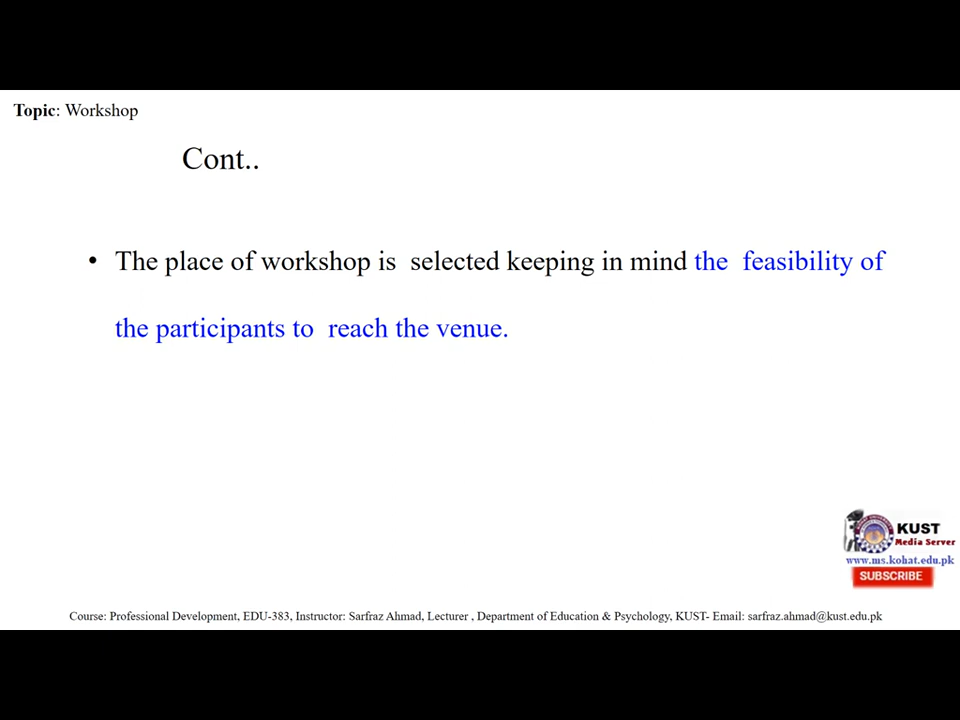 Topic: Workshop
Cont..
• The place of workshop is  selected keeping in mind the  feasibility of
the participants to  reach the venue.
KUST
Media Server
www.ms.kohat.edu.pk
SUBSCRIBE
Course: Professional Development, EDU-383, Instructor: Sarfraz Ahmad, Lecturer , Department of Education & Psychology, KUST- Email: sarfraz.ahmad@kust.edu.pk